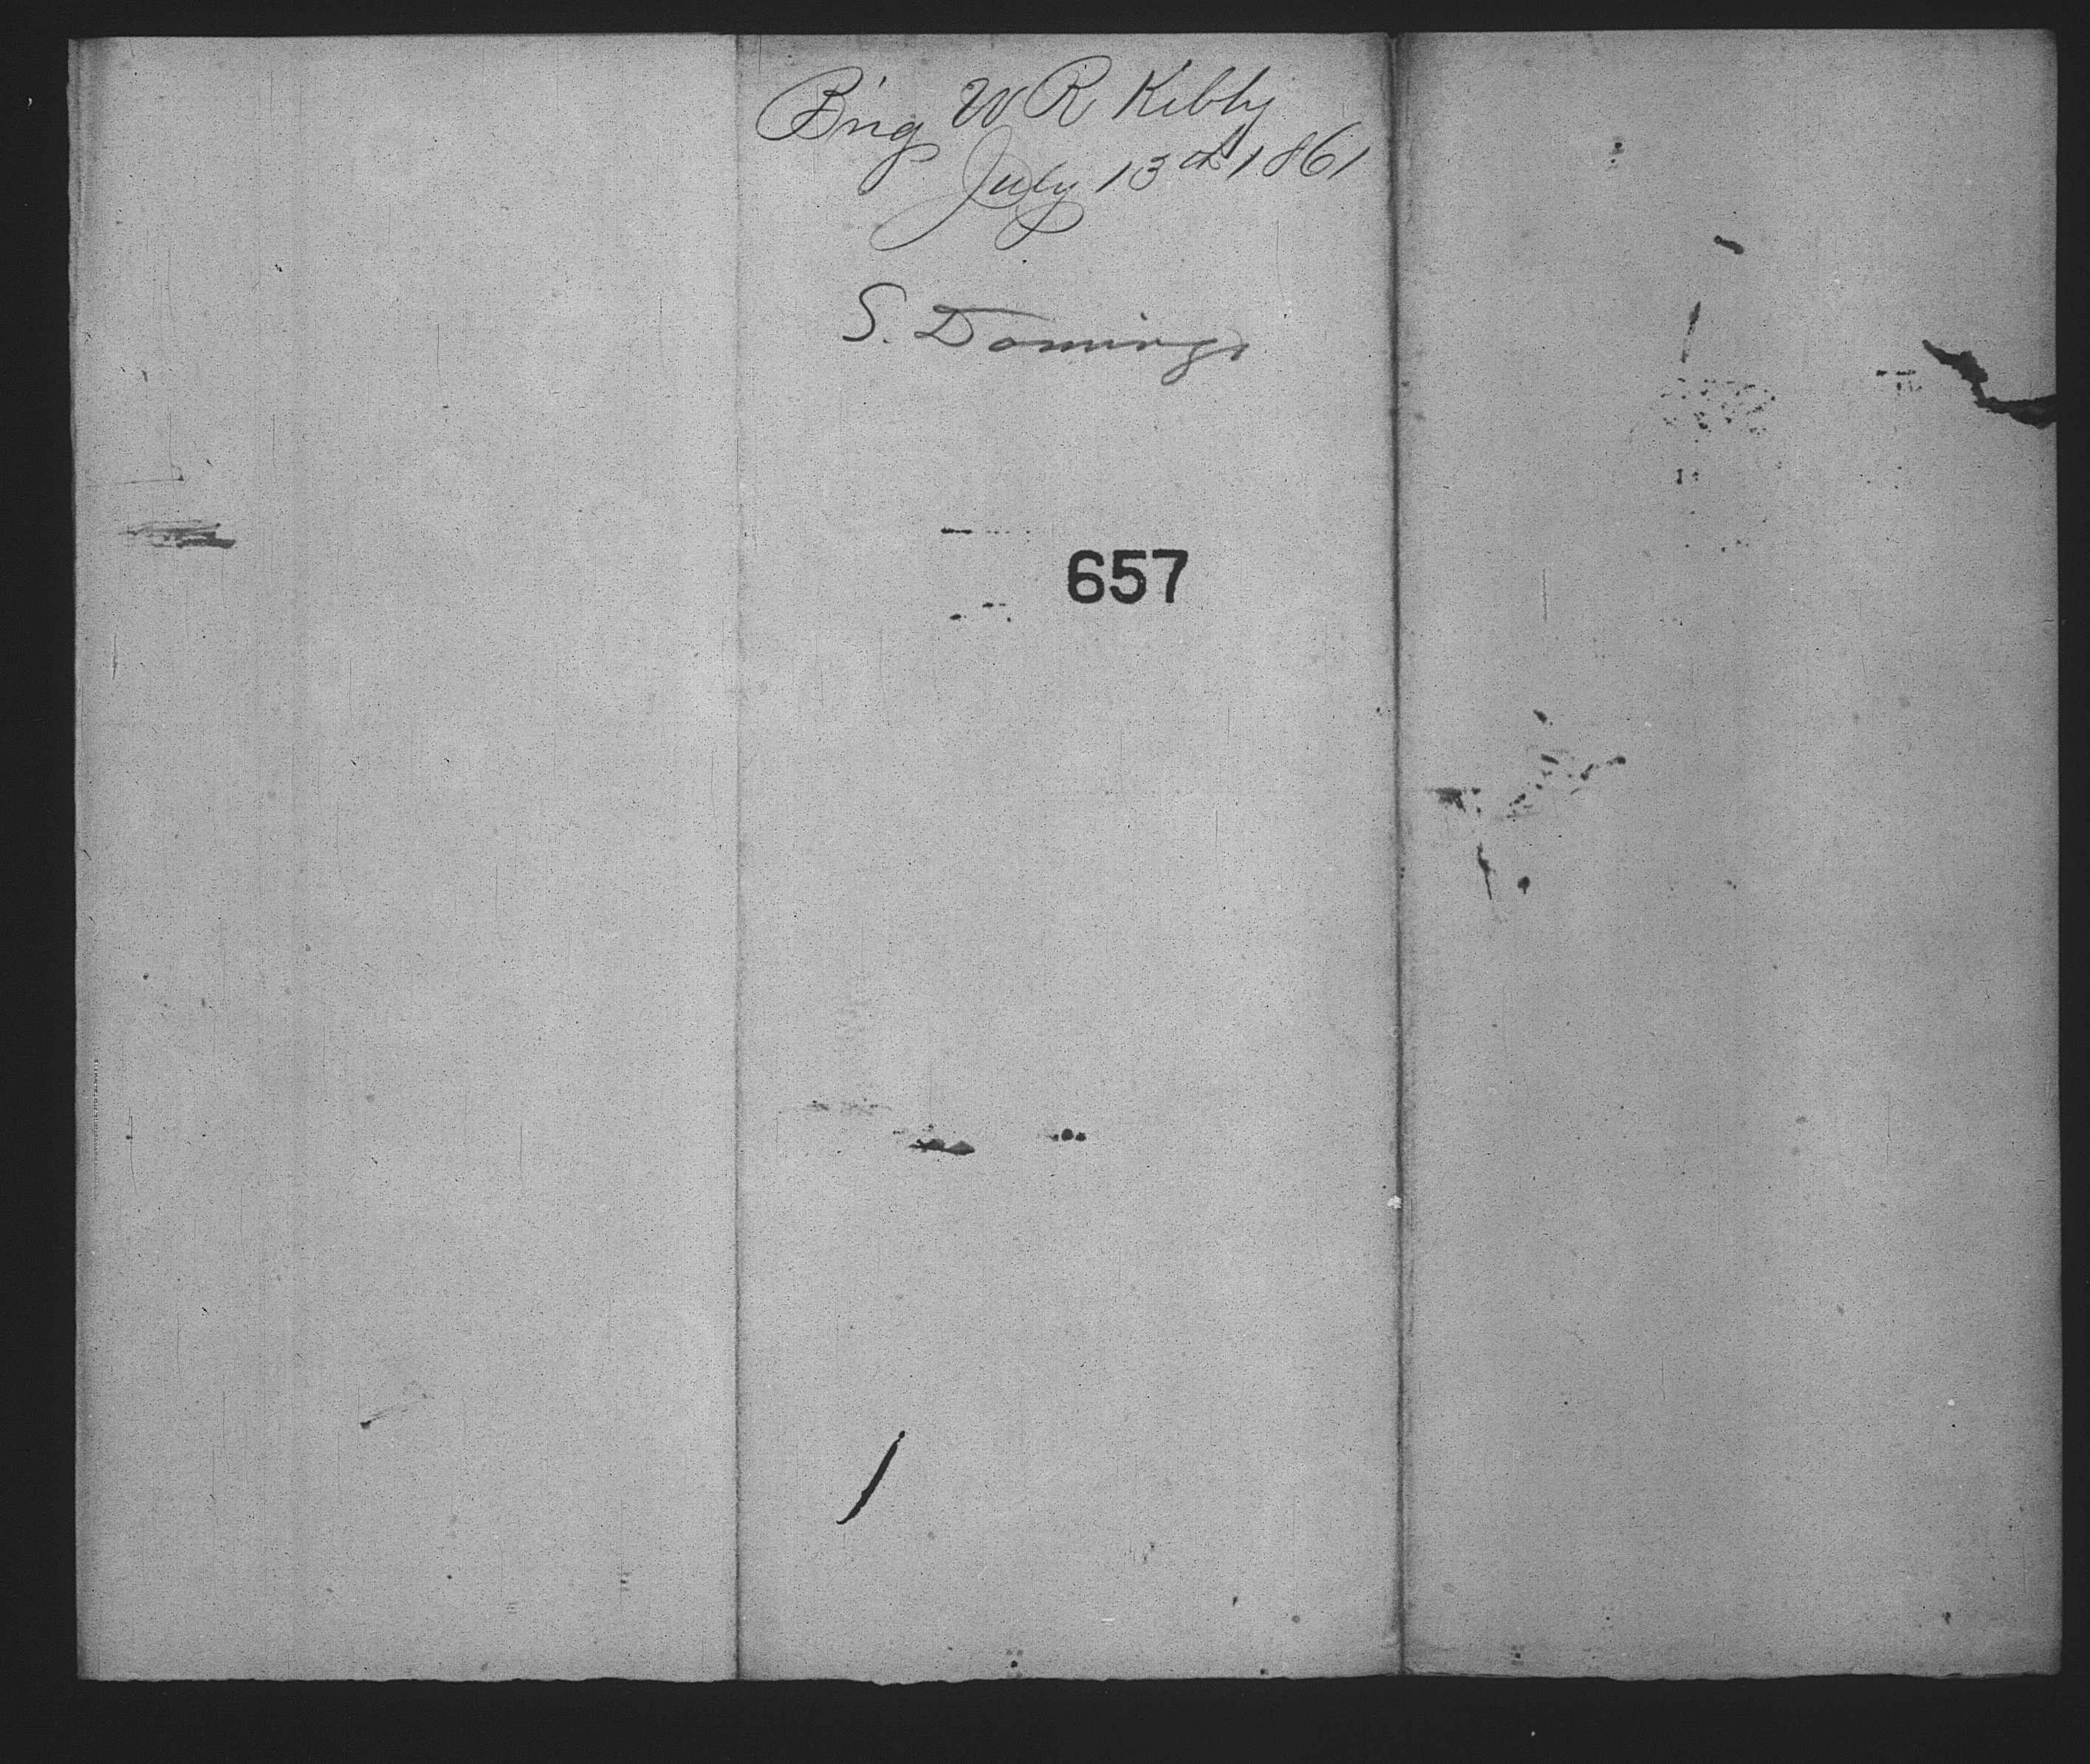 Brig W R Kibby
July 13th 1861
S. Domingo
657